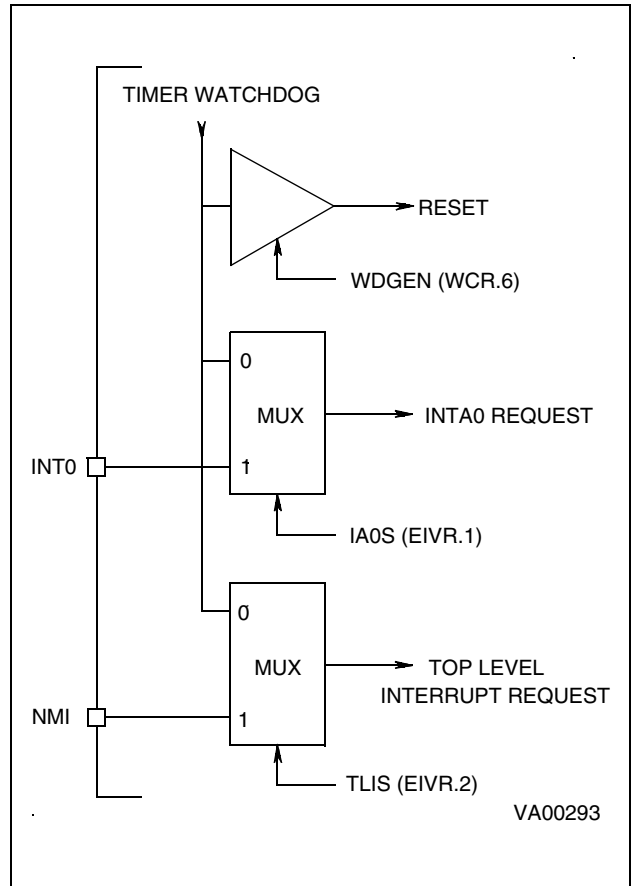 TIMER WATCHDOG
RESET
WDGEN (WCR.6)
0
MUX
INTA0 REQUEST
INT0
1
IA0S (EIVR.1)
0
MUX
TOP LEVEL
INTERRUPT REQUEST
NMI
1
TLIS (EIVR.2)
VA00293